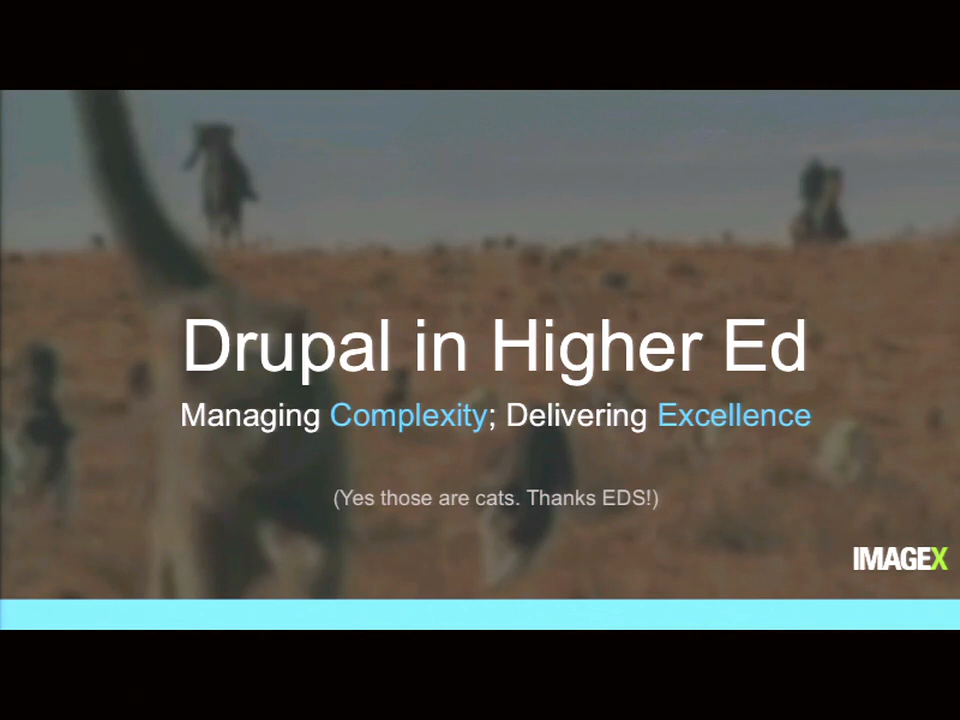 Drupal in Higher Ed
Managing Complexity; Delivering Excellence
(Yes those are cats. Thanks EDS!)
IMAGEX